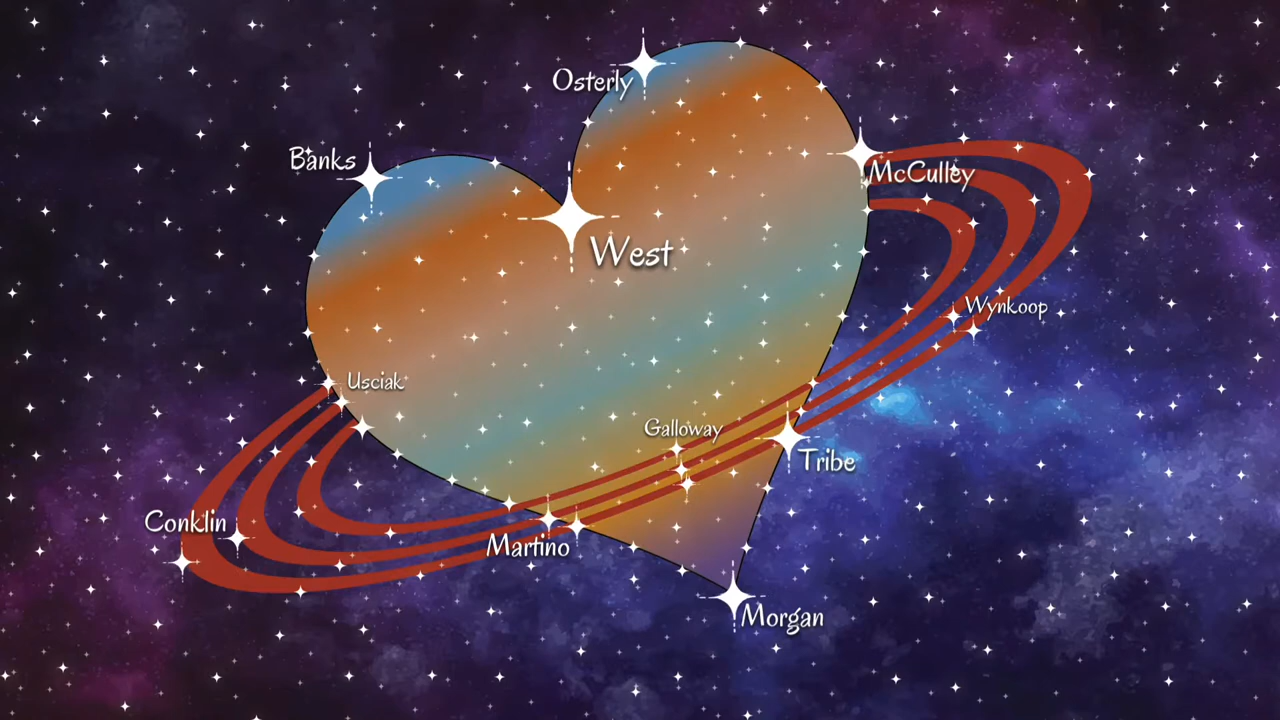 Osterly
Banks
McCulley
West
Wynkoop
Usciak
Galloway
Tribe
Conklin
Martino
Morgan